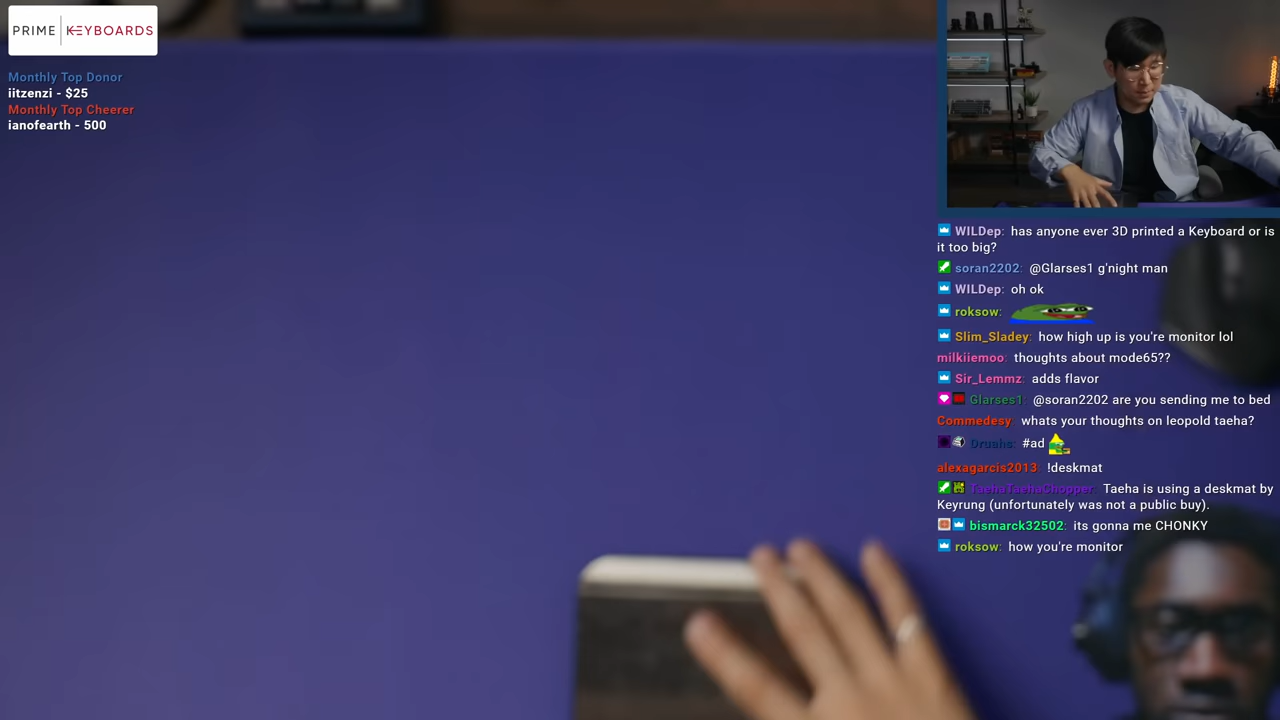 PRIME | KEYBOARDS
Monthly Top Donor
iitzenzi - $25
Monthly Top Cheerer
ianofearth - 500
WILDep: has anyone ever 3D printed a Keyboard or is
it too big?
soran2202: @Glarses1 g'night man
WILDep: oh ok
roksow:
Slim_Sladey: how high up is you're monitor lol
milkiiemoo: thoughts about mode65??
Sir_Lemmz: adds flavor
Glarses1: @soran2202 are you sending me to bed
Commedesy: whats your thoughts on leopold taeha?
Druahs: #ad
alexagarcis2013: !deskmat
TaehaTaehaChopper: Taeha is using a deskmat by
Keyrung (unfortunately was not a public buy).
bismarck32502: its gonna me CHONKY
roksow: how you're monitor